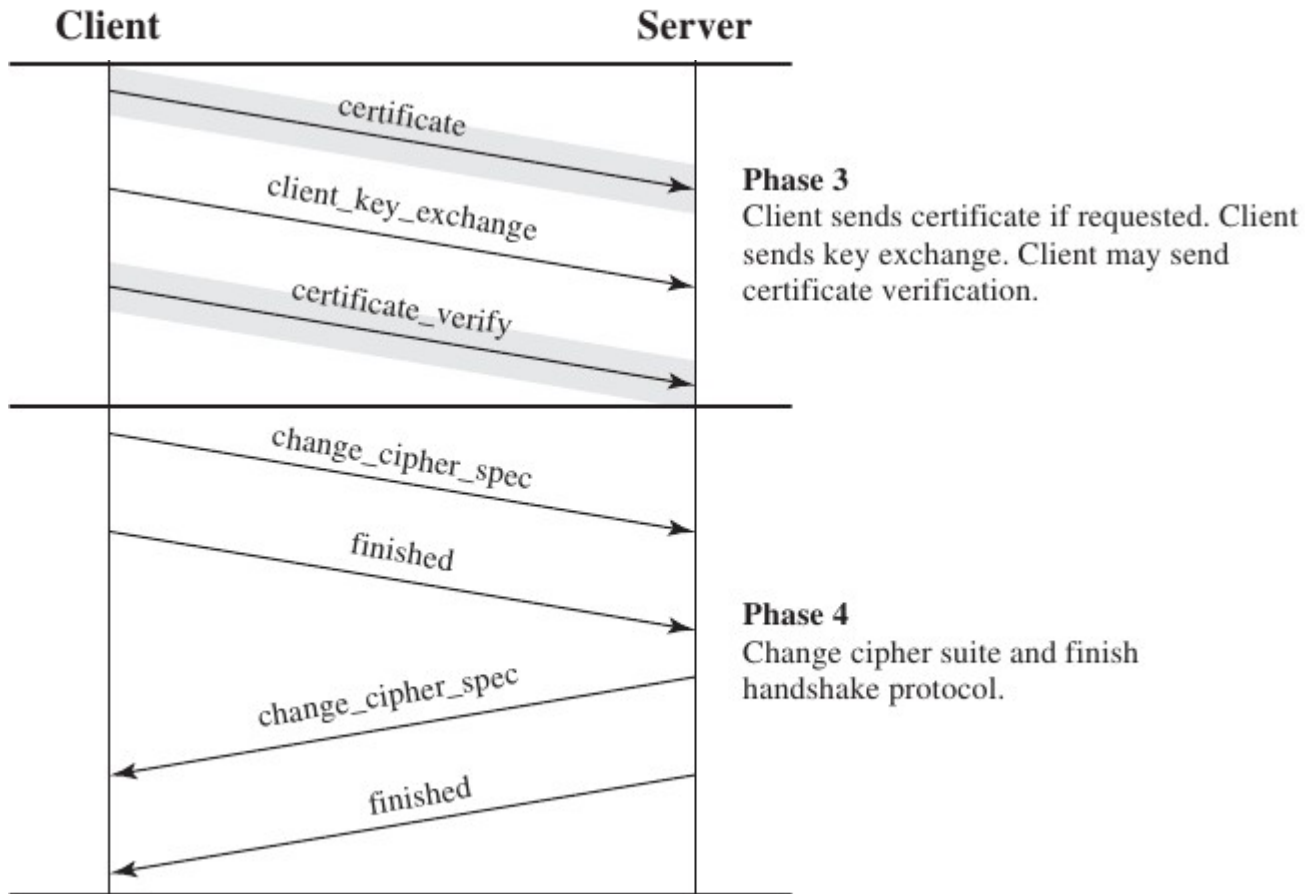 Client
Server
certificate
client_key_exchange
certificate_verify
Phase 3
Client sends certificate if requested. Client
sends key exchange. Client may send
certificate verification.
change_cipher_spec
finished
change_cipher_spec
finished
Phase 4
Change cipher suite and finish
handshake protocol.